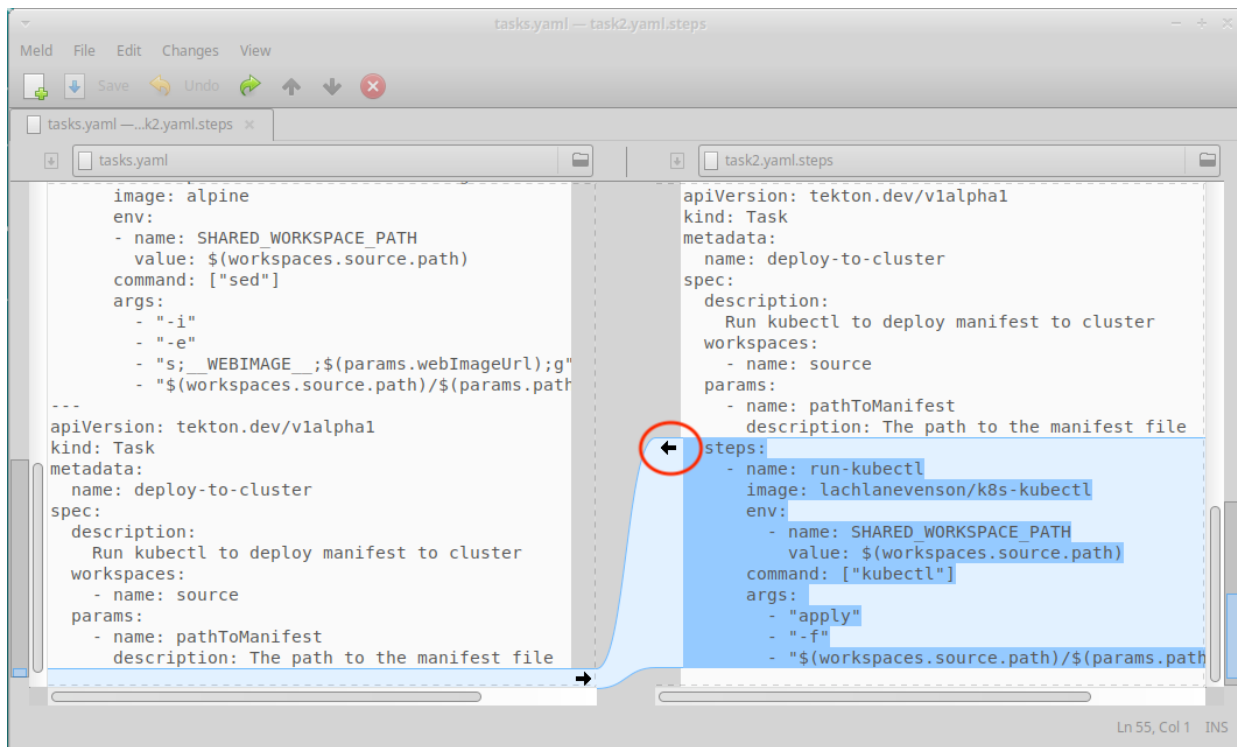 tasks.yaml — task2.yaml.steps
Meld File Edit Changes View
Save Undo
tasks.yaml —...k2.yaml.steps
tasks.yaml
image: alpine
env:
- name: SHARED_WORKSPACE_PATH
value: $(workspaces.source.path)
command: ["sed"]
args:
- "-i"
- "-e"
- "s;__WEBIMAGE__;$(params.webImageUrl);g"
- "$(workspaces.source.path)/$(params.path
---
apiVersion: tekton.dev/v1alpha1
kind: Task
metadata:
name: deploy-to-cluster
spec:
description:
Run kubectl to deploy manifest to cluster
workspaces:
- name: source
params:
- name: pathToManifest
description: The path to the manifest file
task2.yaml.steps
apiVersion: tekton.dev/v1alpha1
kind: Task
metadata:
name: deploy-to-cluster
spec:
description:
Run kubectl to deploy manifest to cluster
workspaces:
- name: source
params:
- name: pathToManifest
description: The path to the manifest file
steps:
- name: run-kubectl
image: lachlanevenson/k8s-kubectl
env:
- name: SHARED_WORKSPACE_PATH
value: $(workspaces.source.path)
command: ["kubectl"]
args:
- "apply"
- "-f"
- "$(workspaces.source.path)/$(params.path
Ln 55, Col 1 INS